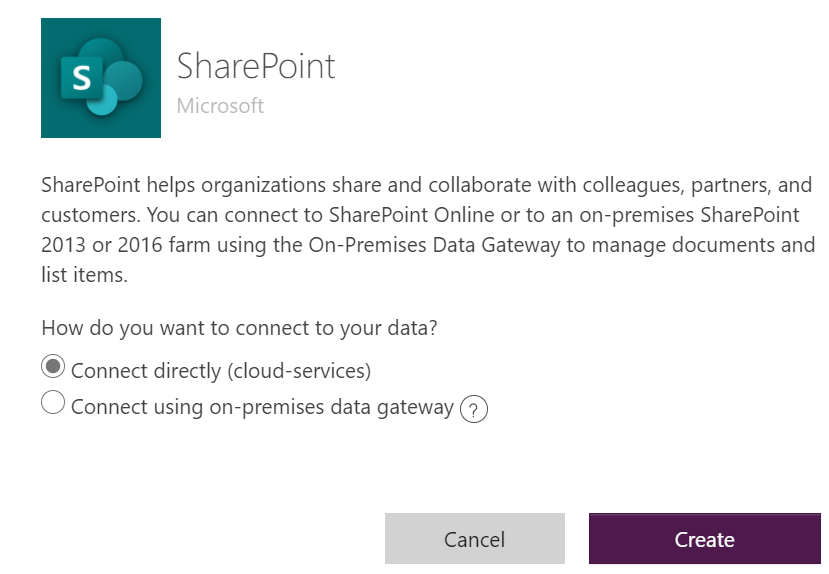 S
SharePoint
Microsoft
SharePoint helps organizations share and collaborate with colleagues, partners, and
customers. You can connect to SharePoint Online or to an on-premises SharePoint
2013 or 2016 farm using the On-Premises Data Gateway to manage documents and
list items.
How do you want to connect to your data?
Connect directly (cloud-services)
Connect using on-premises data gateway ?
Cancel
Create